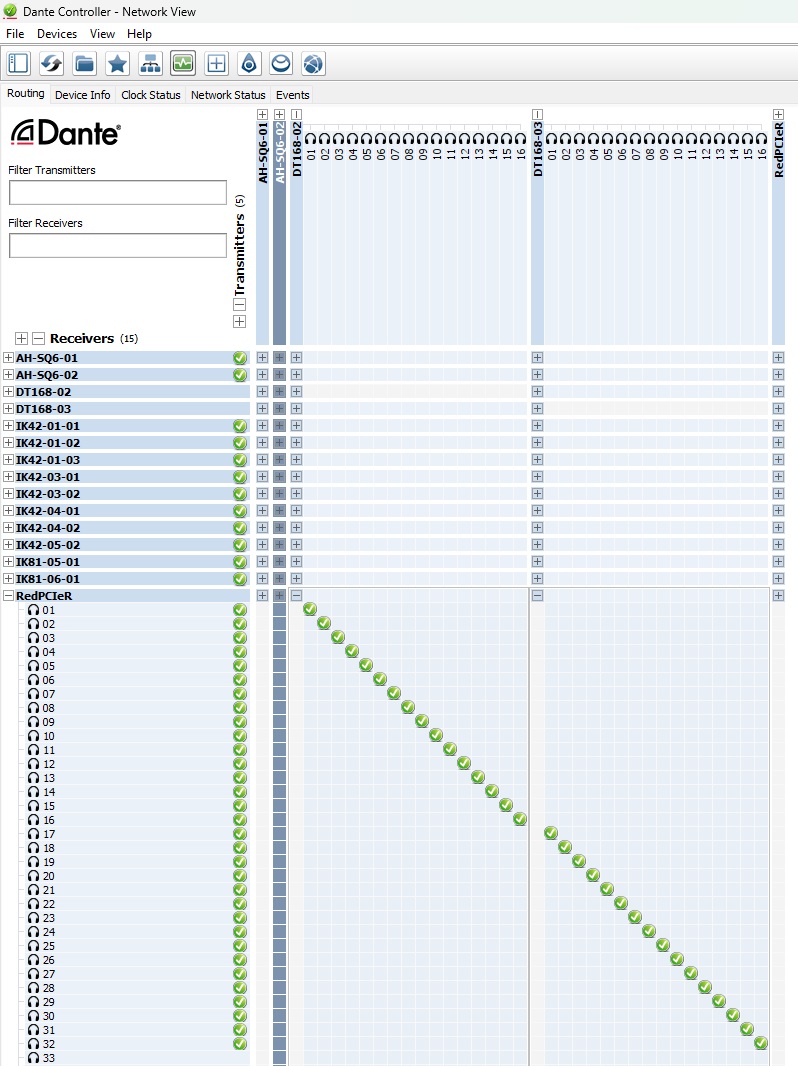 Dante Controller - Network View
File Devices View Help
Routing Device Info Clock Status Network Status Events
Dante®
Filter Transmitters
Filter Receivers
Transmitters (5)
AH-SQ6-01
AH-SQ6-02
DT168-02
01 02 03 04 05 06 07 08 09 10 11 12 13 14 15 16
DT168-03
01 02 03 04 05 06 07 08 09 10 11 12 13 14 15 16
RedPCIeR
Receivers (15)
AH-SQ6-01
AH-SQ6-02
DT168-02
DT168-03
IK42-01-01
IK42-01-02
IK42-01-03
IK42-03-01
IK42-03-02
IK42-04-01
IK42-04-02
IK42-05-02
IK81-05-01
IK81-06-01
RedPCIeR
01
02
03
04
05
06
07
08
09
10
11
12
13
14
15
16
17
18
19
20
21
22
23
24
25
26
27
28
29
30
31
32
33